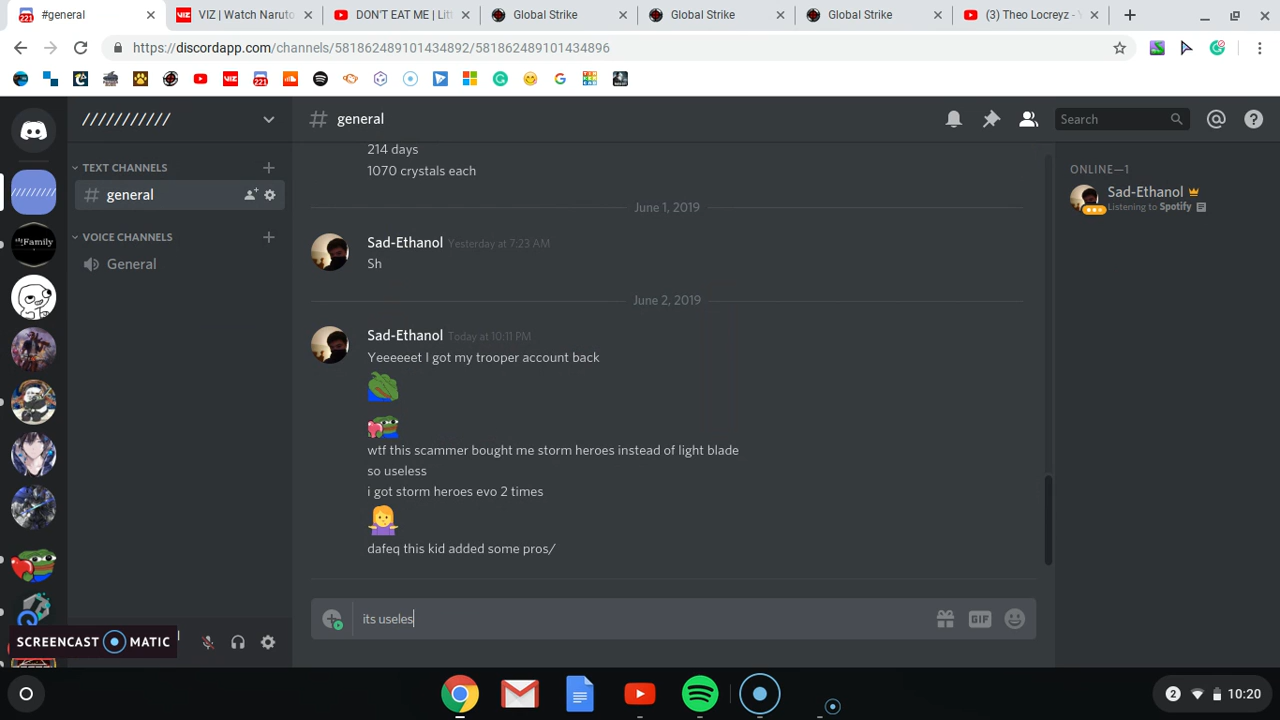 #general
VIZ | Watch Naruto
DON'T EAT ME | Litt
Global Strike
Global Strike
Global Strike
(3) Theo Locreyz - Y
https://discordapp.com/channels/581862489101434892/581862489101434896
VIZ
221
///////////
general
Search
214 days
1070 crystals each
TEXT CHANNELS
general
VOICE CHANNELS
General
June 1, 2019
Sad-Ethanol Yesterday at 7:23 AM
Sh
June 2, 2019
Sad-Ethanol Today at 10:11 PM
Yeeeeeet I got my trooper account back
wtf this scammer bought me storm heroes instead of light blade
so useless
i got storm heroes evo 2 times
dafeq this kid added some pros/
its useles
GIF
ONLINE—1
Sad-Ethanol
Listening to Spotify
SCREENCAST MATIC
2
10:20